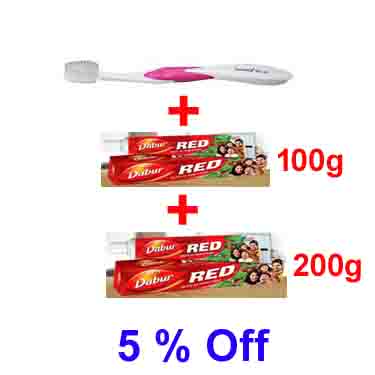 +
Dabur RED
Dabur RED
100g
+
Dabur RED
Dabur RED
200g
5 % Off